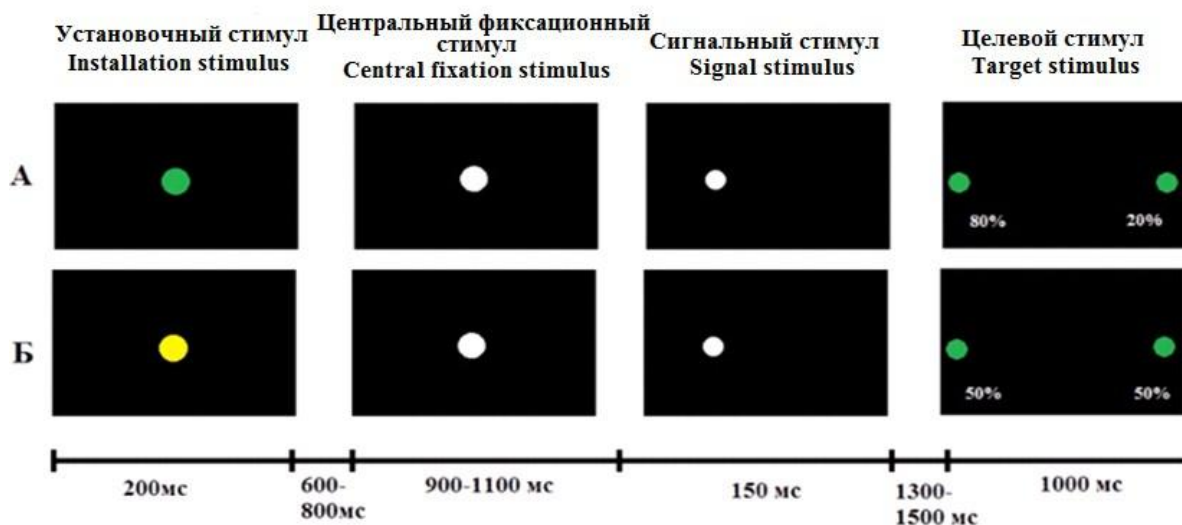 Установочный стимул
Installation stimulus
Центральный фиксационный
стимул
Central fixation stimulus
Сигнальный стимул
Signal stimulus
Целевой стимул
Target stimulus
А
80%
20%
Б
50%
50%
200мс
600-
800мс
900-1100 мс
150 мс
1300-
1500 мс
1000 мс